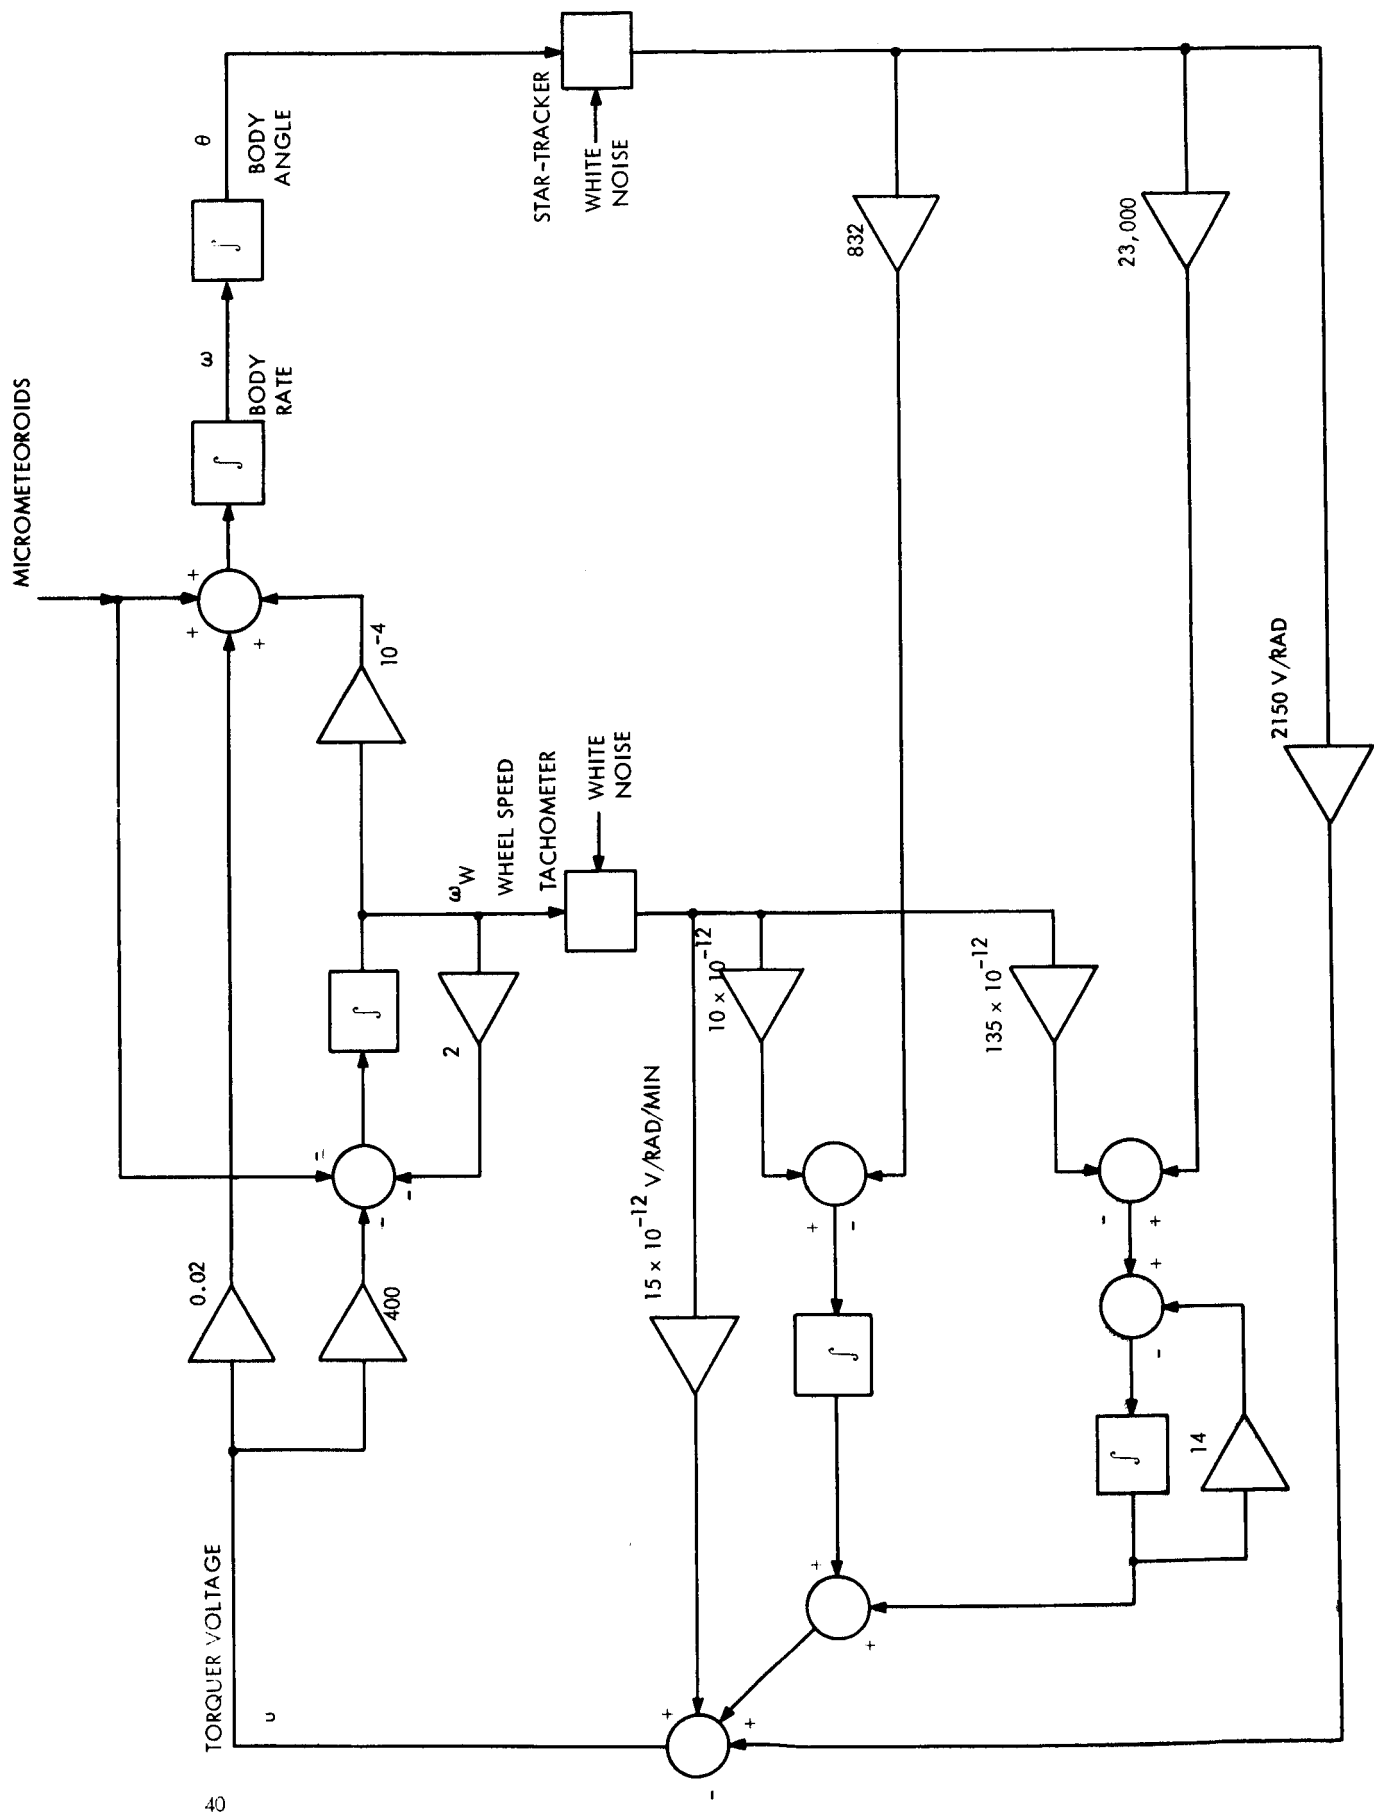 MICROMETEOROIDS
TORQUER VOLTAGE
υ
0.02
400
+
+
+
ω
BODY
RATE
θ
BODY
ANGLE
=
-
-
10⁻⁴
2
ω_W
WHEEL SPEED
TACHOMETER
WHITE
NOISE
STAR-TRACKER
WHITE
NOISE
15 × 10⁻¹² V/RAD/MIN
10 × 10⁻¹²
135 × 10⁻¹²
832
23,000
2150 V/RAD
+
-
∫
∫
∫
∫
∫
-
+
+
-
14
+
+
+
+
-
40